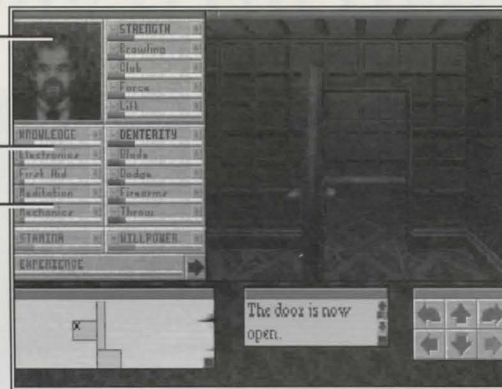 STRENGTH
Brawling
Club
Force
Lift
KNOWLEDGE
Electronics
First Aid
Meditation
Mechanics
DEXTERITY
Blade
Dodge
Firearms
Throw
STAMINA
WILLPOWER
EXPERIENCE
X
The door is now
open.